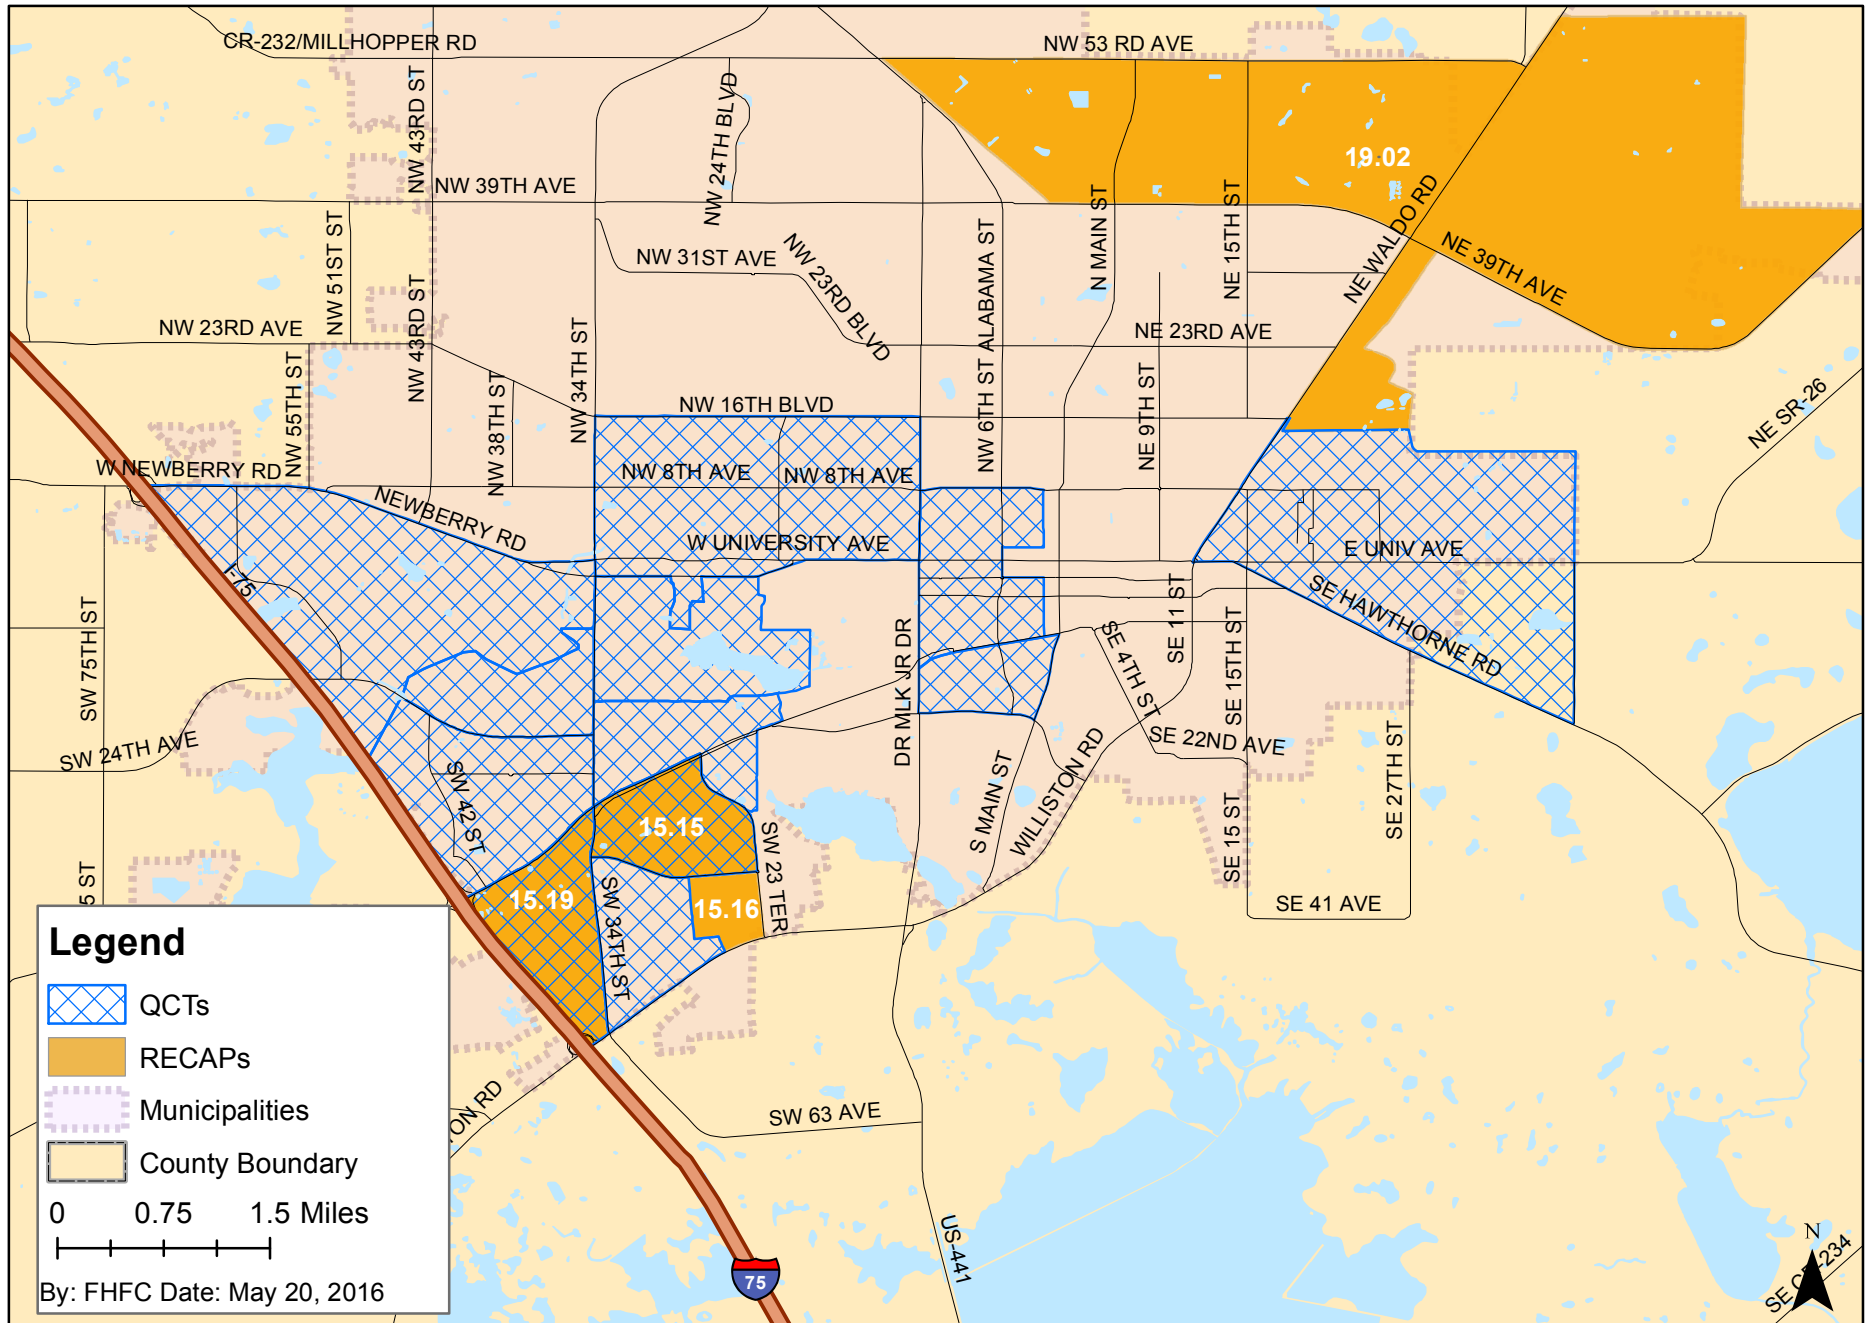 CR-232/MILLHOPPER RD
NW 53 RD AVE
NW 43RD ST
NW 24TH BLVD
19.02
NW 39TH AVE
NW 51ST ST
NW 31ST AVE
NW 23RD BLVD
NW 6TH ST ALABAMA ST
N MAIN ST
NE 15TH ST
NE WALDO RD
NE 39TH AVE
NW 23RD AVE
NW 43RD ST
NW 34TH ST
NE 23RD AVE
NW 55TH ST
NW 38TH ST
NW 16TH BLVD
NE 9TH ST
NE SR-26
W NEWBERRY RD
NEWBERRY RD
NW 8TH AVE
NW 8TH AVE
W UNIVERSITY AVE
E UNIV AVE
I-75
SW 75TH ST
DR MLK JR DR
SE 4TH ST
SE 11 ST
SE 15TH ST
SE HAWTHORNE RD
SW 24TH AVE
SW 42 ST
S MAIN ST
WILLISTON RD
SE 22ND AVE
SE 27TH ST
15.15
SW 23 TER
SE 15 ST
15.19
SW 34TH ST
15.16
SE 41 AVE
5 ST
Legend
QCTs
RECAPs
Municipalities
County Boundary
0 0.75 1.5 Miles
By: FHFC Date: May 20, 2016
TON RD
SW 63 AVE
US-441
75
N
SE CR-234